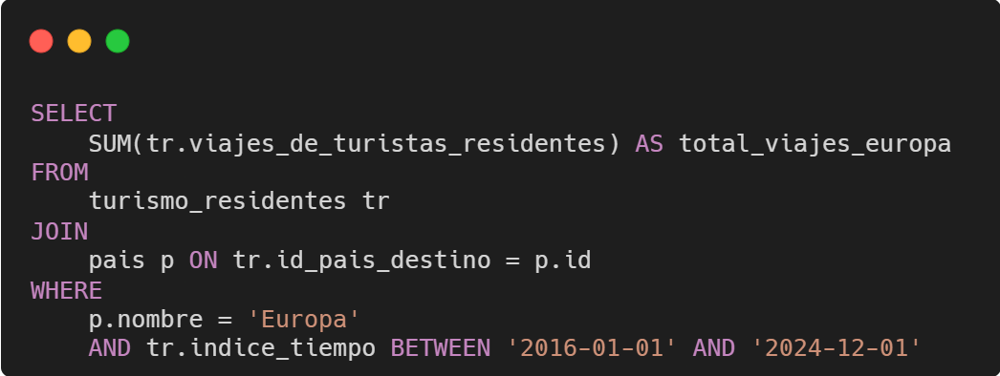 SELECT
    SUM(tr.viajes_de_turistas_residentes) AS total_viajes_europa
FROM
    turismo_residentes tr
JOIN
    pais p ON tr.id_pais_destino = p.id
WHERE
    p.nombre = 'Europa'
    AND tr.indice_tiempo BETWEEN '2016-01-01' AND '2024-12-01'